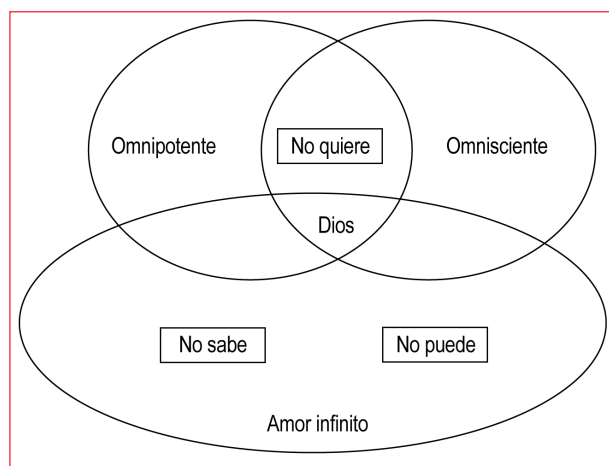 Omnipotente
No quiere
Omnisciente
Dios
No sabe
No puede
Amor infinito